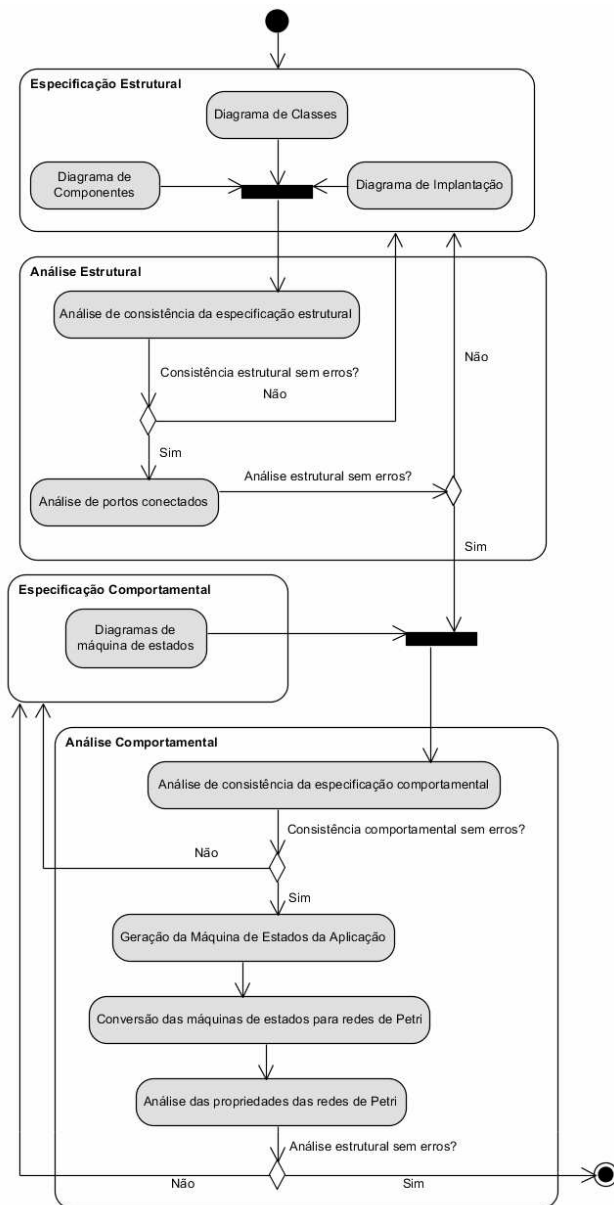 Especificação Estrutural
Diagrama de Classes
Diagrama de
Componentes
Diagrama de Implantação
Análise Estrutural
Análise de consistência da especificação estrutural
Consistência estrutural sem erros?
Não
Não
Sim
Análise estrutural sem erros?
Análise de portos conectados
Sim
Especificação Comportamental
Diagramas de
máquina de estados
Análise Comportamental
Análise de consistência da especificação comportamental
Consistência comportamental sem erros?
Não
Sim
Geração da Máquina de Estados da Aplicação
Conversão das máquinas de estados para redes de Petri
Análise das propriedades das redes de Petri
Análise estrutural sem erros?
Não
Sim